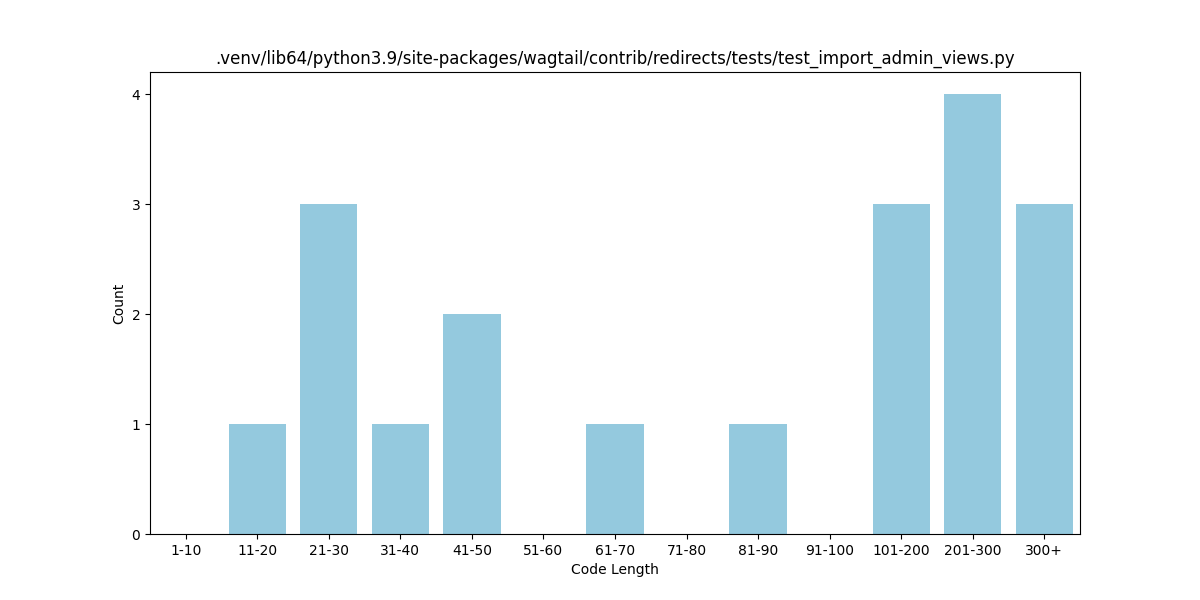 .venv/lib64/python3.9/site-packages/wagtail/contrib/redirects/tests/test_import_admin_views.py
4
3
2
1
0
Count
1-10 11-20 21-30 31-40 41-50 51-60 61-70 71-80 81-90 91-100 101-200 201-300 300+
Code Length